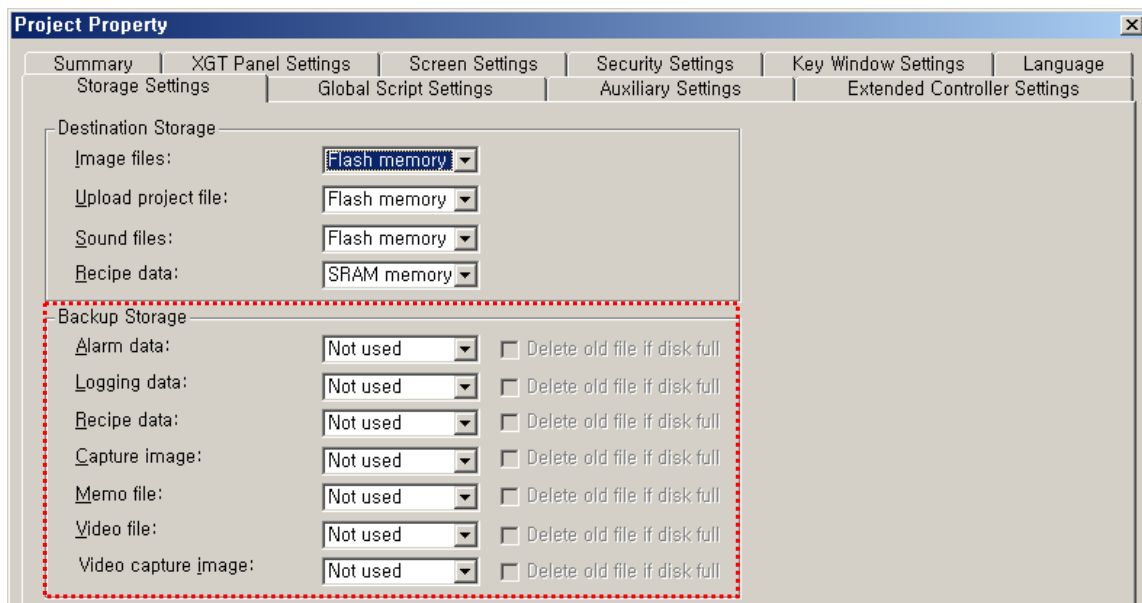 Project Property
Summary XGT Panel Settings Screen Settings Security Settings Key Window Settings Language
Storage Settings Global Script Settings Auxiliary Settings Extended Controller Settings
Destination Storage
Image files: Flash memory
Upload project file: Flash memory
Sound files: Flash memory
Recipe data: SRAM memory
Backup Storage
Alarm data: Not used Delete old file if disk full
Logging data: Not used Delete old file if disk full
Recipe data: Not used Delete old file if disk full
Capture image: Not used Delete old file if disk full
Memo file: Not used Delete old file if disk full
Video file: Not used Delete old file if disk full
Video capture image: Not used Delete old file if disk full